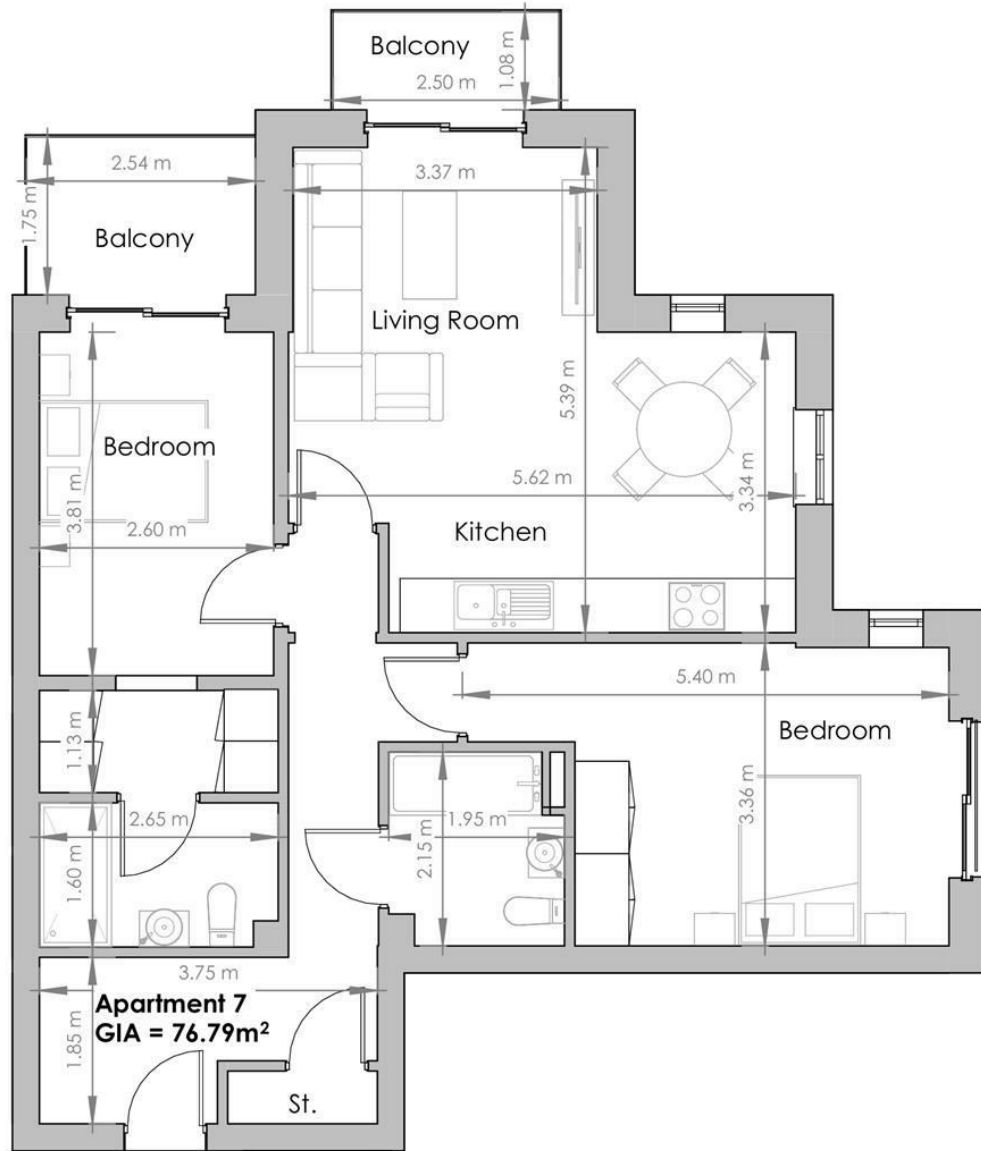 Balcony
2.50 m
1.08 m
2.54 m
1.75 m
Balcony
3.37 m
Living Room
5.39 m
Bedroom
3.81 m
2.60 m
5.62 m
3.34 m
Kitchen
5.40 m
Bedroom
3.36 m
1.13 m
2.65 m
1.60 m
1.95 m
2.15 m
3.75 m
Apartment 7
GIA = 76.79m²
1.85 m
St.